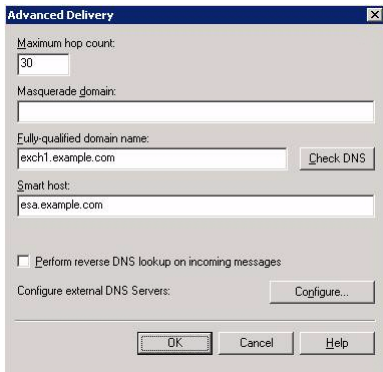 Advanced Delivery
Maximum hop count:
30
Masquerade domain:
Fully-qualified domain name:
exch1.example.com
Check DNS
Smart host:
esa.example.com
Perform reverse DNS lookup on incoming messages
Configure external DNS Servers:
Configure...
OK
Cancel
Help